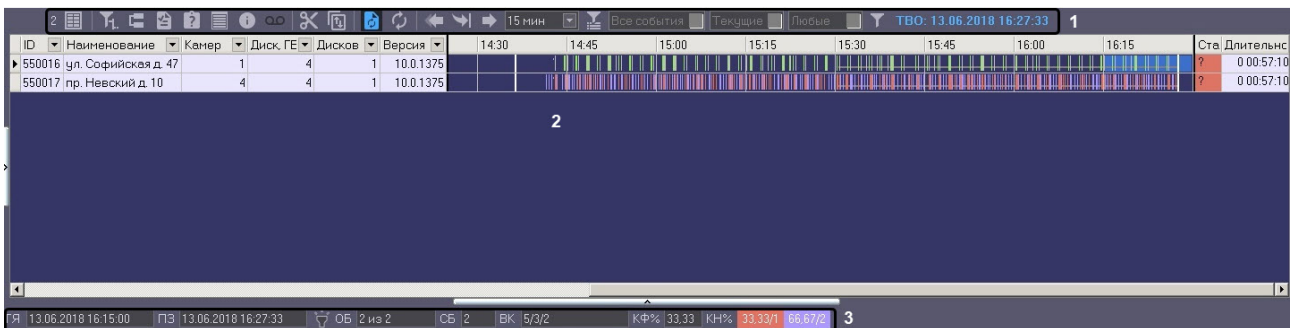 2 15 мин Все события Текущие Любые ТВО: 13.06.2018 16:27:33 1
ID Наименование Камер Диск, ГБ Дисков Версия 14:30 14:45 15:00 15:15 15:30 15:45 16:00 16:15 Ста Длительнс
550016 ул. Софийская д. 47 1 4 1 10.0.1375 ? 0 00:57:10
550017 пр. Невский д. 10 4 4 1 10.0.1375 ? 0 00:57:10
2
ГЯ 13.06.2018 16:15:00 ПЗ 13.06.2018 16:27:33 ОБ 2 из 2 СБ 2 ВК 5/3/2 КФ% 33,33 КН% 33,33/1 66,67/2 3